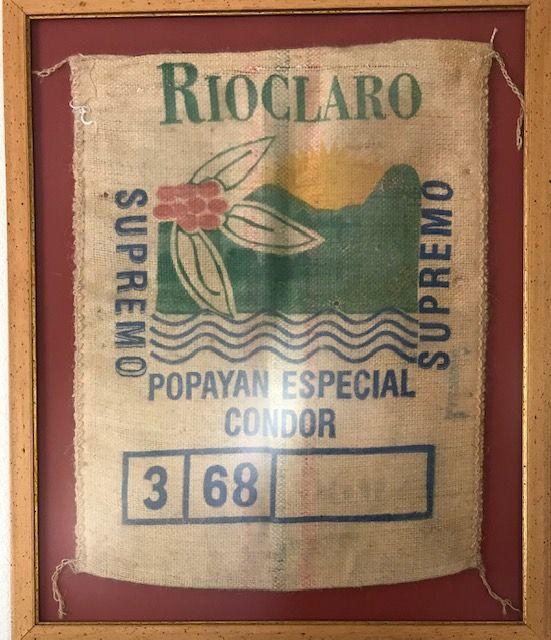 RIOCLARO
SUPREMO
SUPREMO
POPAYAN ESPECIAL
CONDOR
3 68